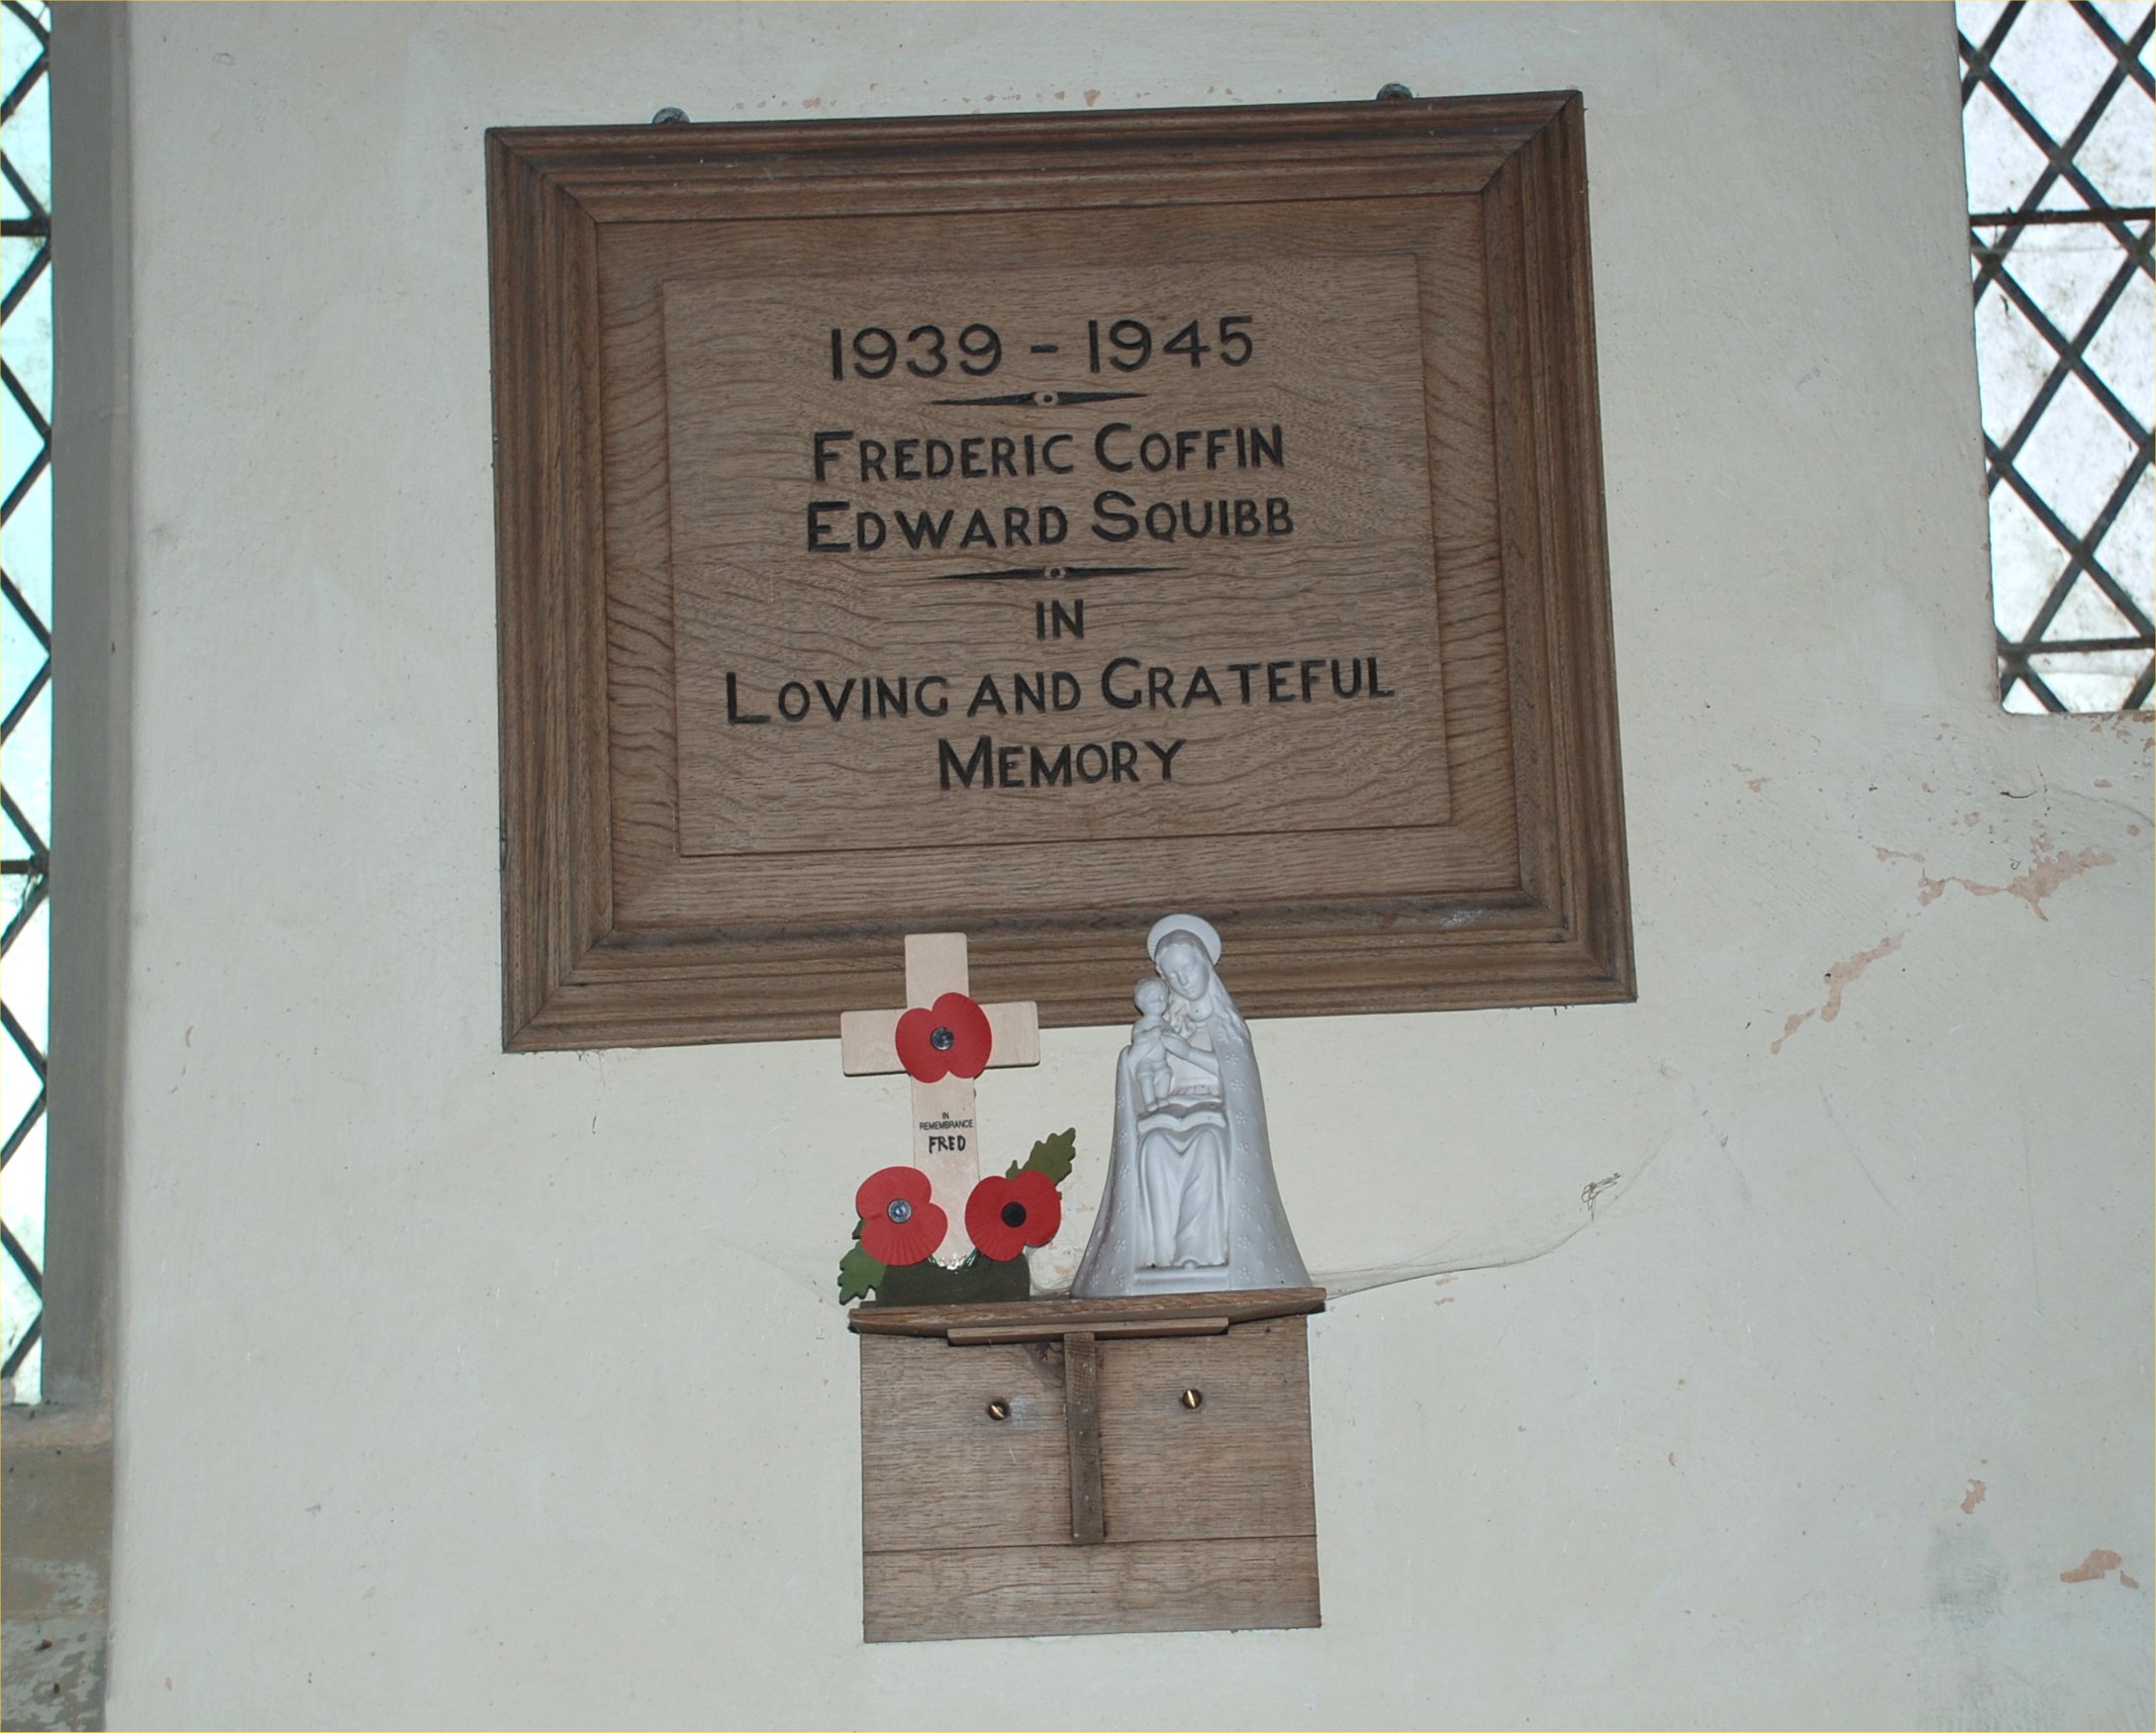 1939 - 1945
FREDERIC COFFIN
EDWARD SQUIBB
IN
LOVING AND GRATEFUL
MEMORY
IN
REMEMBRANCE
FRED